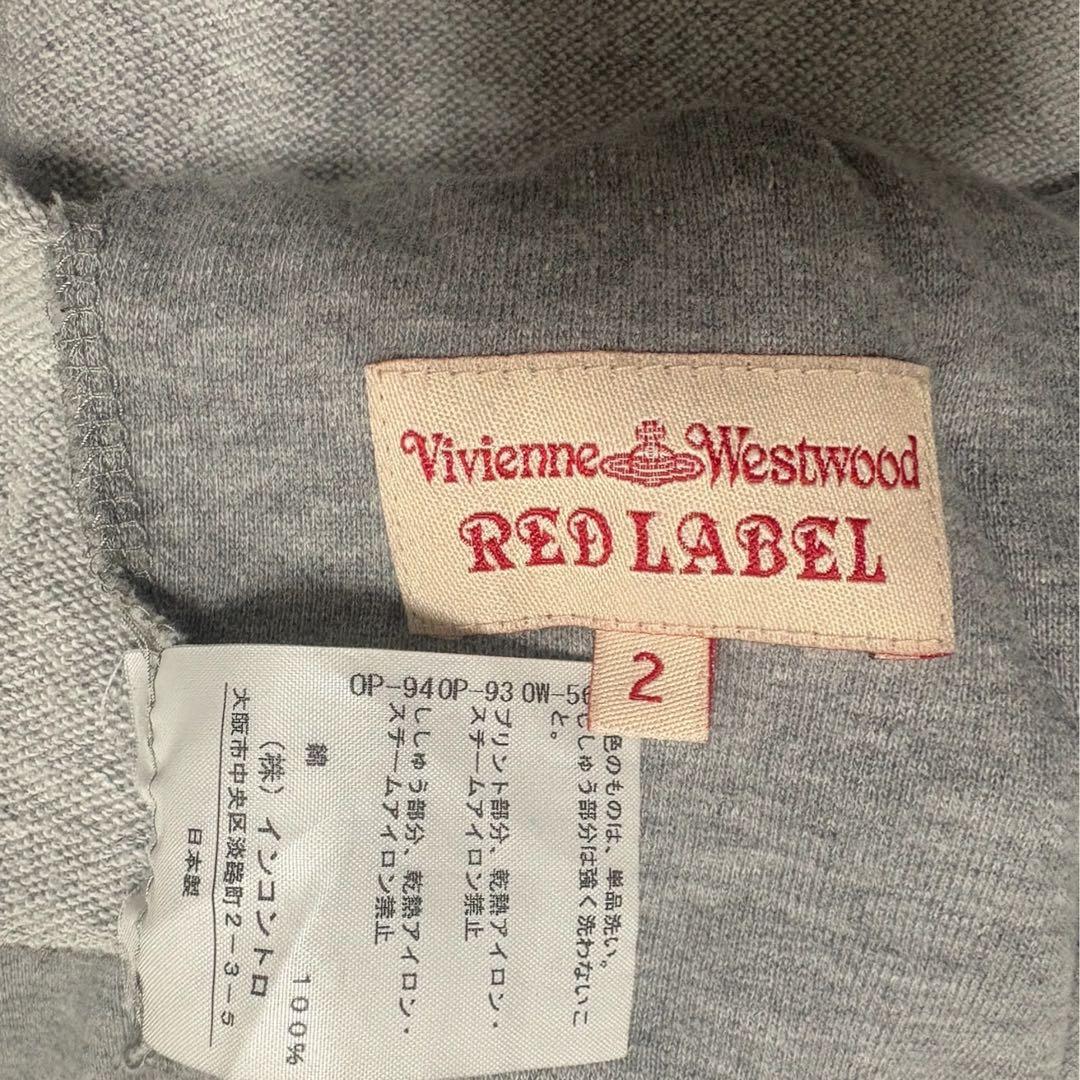 Vivienne Westwood
RED LABEL
2
OP-94 OP-93 OW-56
色のものは、単品洗い。
ししゅう部分は強く洗わないこ
と。
プリント部分、乾熱アイロン・
スチームアイロン禁止
ししゅう部分、乾熱アイロン・
スチームアイロン禁止
綿 100%
(株)インコントロ
大阪市中央区淡路町2-3-5
日本製